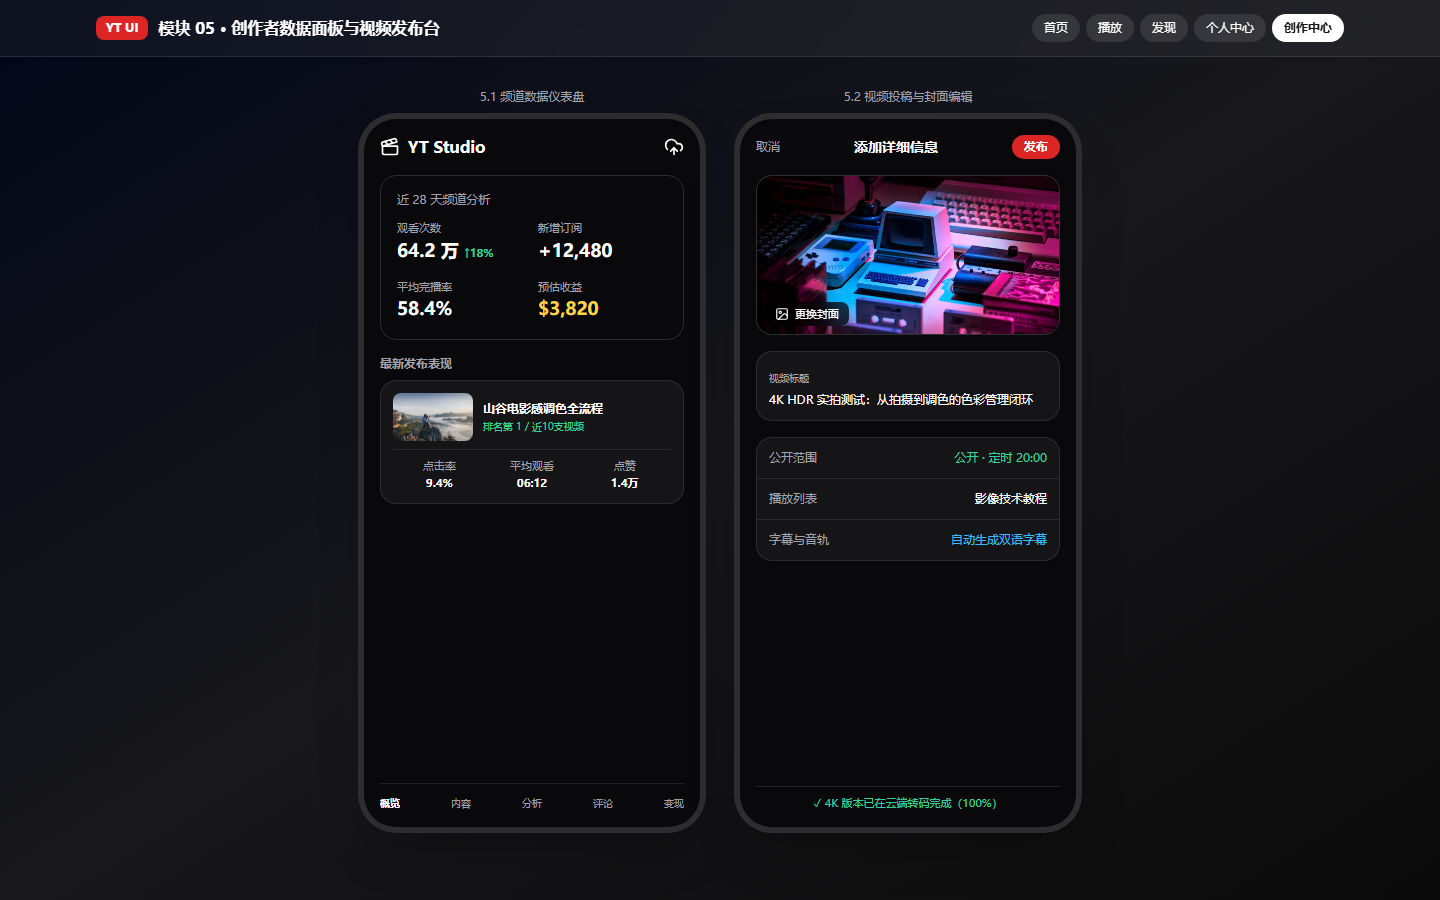 YT UI 模块 05 • 创作者数据面板与视频发布台
首页 播放 发现 个人中心 创作中心
5.1 频道数据仪表盘
YT Studio
近 28 天频道分析
观看次数 新增订阅
64.2 万 ↑18% +12,480
平均完播率 预估收益
58.4% $3,820
最新发布表现
山谷电影感调色全流程
排名第 1 / 近10支视频
点击率 平均观看 点赞
9.4% 06:12 1.4万
概览 内容 分析 评论 变现
5.2 视频投稿与封面编辑
取消 添加详细信息 发布
更换封面
视频标题
4K HDR 实拍测试：从拍摄到调色的色彩管理闭环
公开范围 公开 · 定时 20:00
播放列表 影像技术教程
字幕与音轨 自动生成双语字幕
✓ 4K 版本已在云端转码完成（100%）